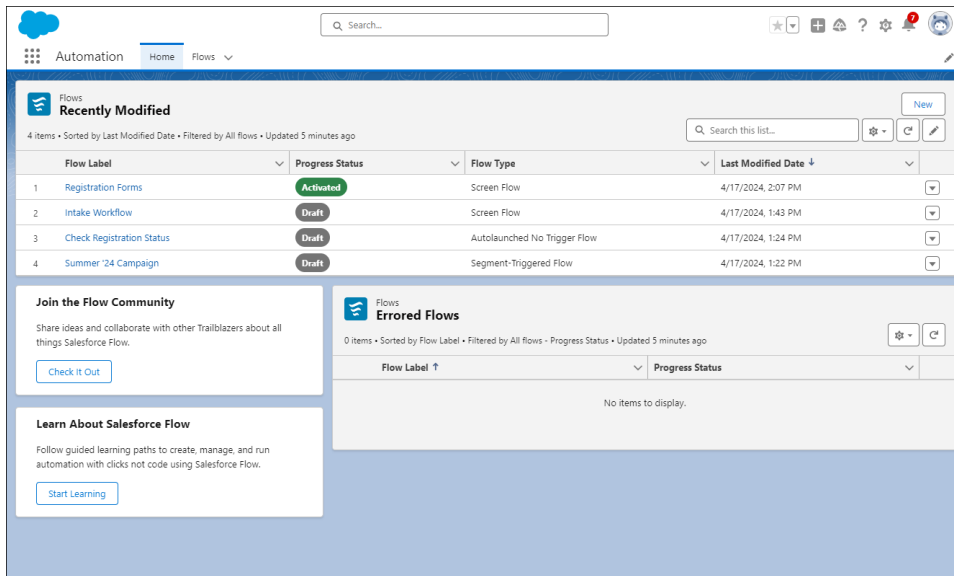 Search...
7
Automation Home Flows
Flows
Recently Modified
New
4 items • Sorted by Last Modified Date • Filtered by All flows • Updated 5 minutes ago
Search this list...
Flow Label Progress Status Flow Type Last Modified Date ↓
1 Registration Forms Activated Screen Flow 4/17/2024, 2:07 PM
2 Intake Workflow Draft Screen Flow 4/17/2024, 1:43 PM
3 Check Registration Status Draft Autolaunched No Trigger Flow 4/17/2024, 1:24 PM
4 Summer '24 Campaign Draft Segment-Triggered Flow 4/17/2024, 1:22 PM
Join the Flow Community
Share ideas and collaborate with other Trailblazers about all
things Salesforce Flow.
Check It Out
Learn About Salesforce Flow
Follow guided learning paths to create, manage, and run
automation with clicks not code using Salesforce Flow.
Start Learning
Flows
Errored Flows
0 items • Sorted by Flow Label • Filtered by All flows - Progress Status • Updated 5 minutes ago
Flow Label ↑ Progress Status
No items to display.